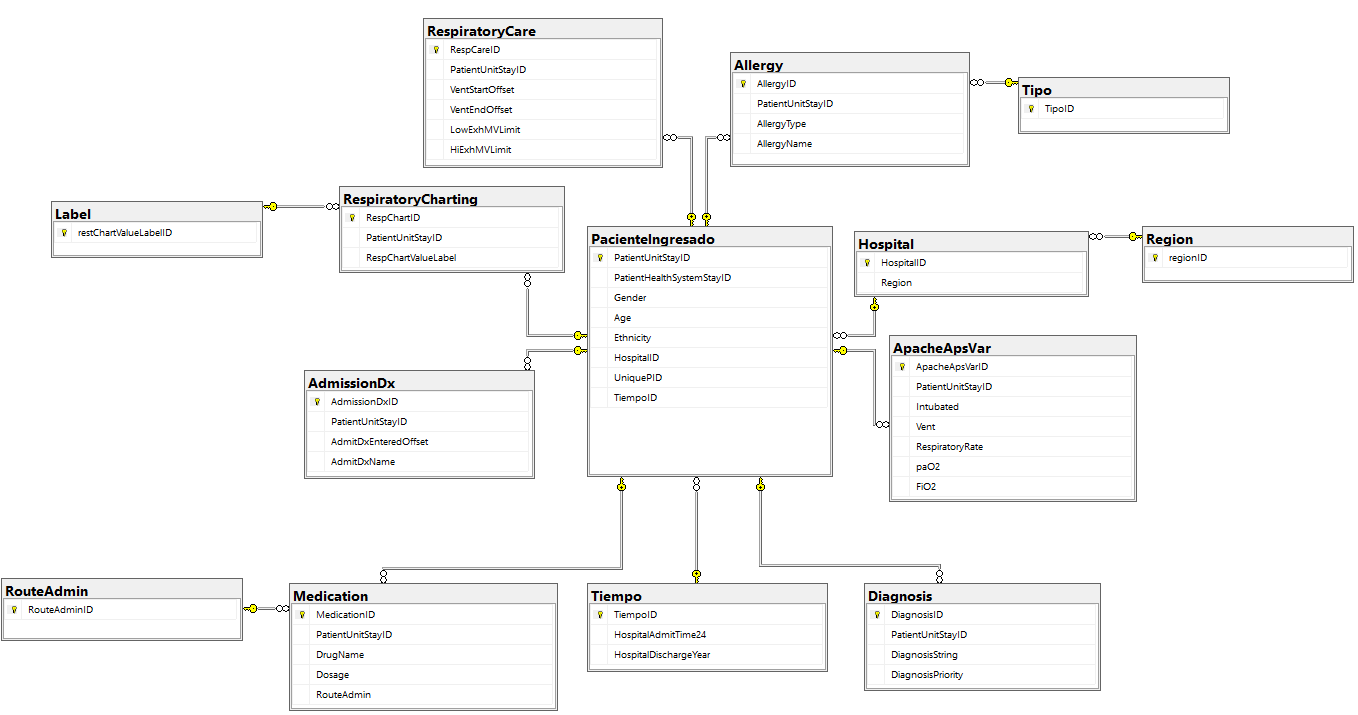 RespiratoryCare
RespCareID
PatientUnitStayID
VentStartOffset
VentEndOffset
LowExhMVLimit
HiExhMVLimit
Allergy
AllergyID
PatientUnitStayID
AllergyType
AllergyName
Tipo
TipoID
Label
restChartValueLabelID
RespiratoryCharting
RespChartID
PatientUnitStayID
RespChartValueLabel
PacienteIngresado
PatientUnitStayID
PatientHealthSystemStayID
Gender
Age
Ethnicity
HospitalID
UniquePID
TiempoID
Hospital
HospitalID
Region
Region
regionID
AdmissionDx
AdmissionDxID
PatientUnitStayID
AdmitDxEnteredOffset
AdmitDxName
ApacheApsVar
ApacheApsVarID
PatientUnitStayID
Intubated
Vent
RespiratoryRate
paO2
FiO2
RouteAdmin
RouteAdminID
Medication
MedicationID
PatientUnitStayID
DrugName
Dosage
RouteAdmin
Tiempo
TiempoID
HospitalAdmitTime24
HospitalDischargeYear
Diagnosis
DiagnosisID
PatientUnitStayID
DiagnosisString
DiagnosisPriority